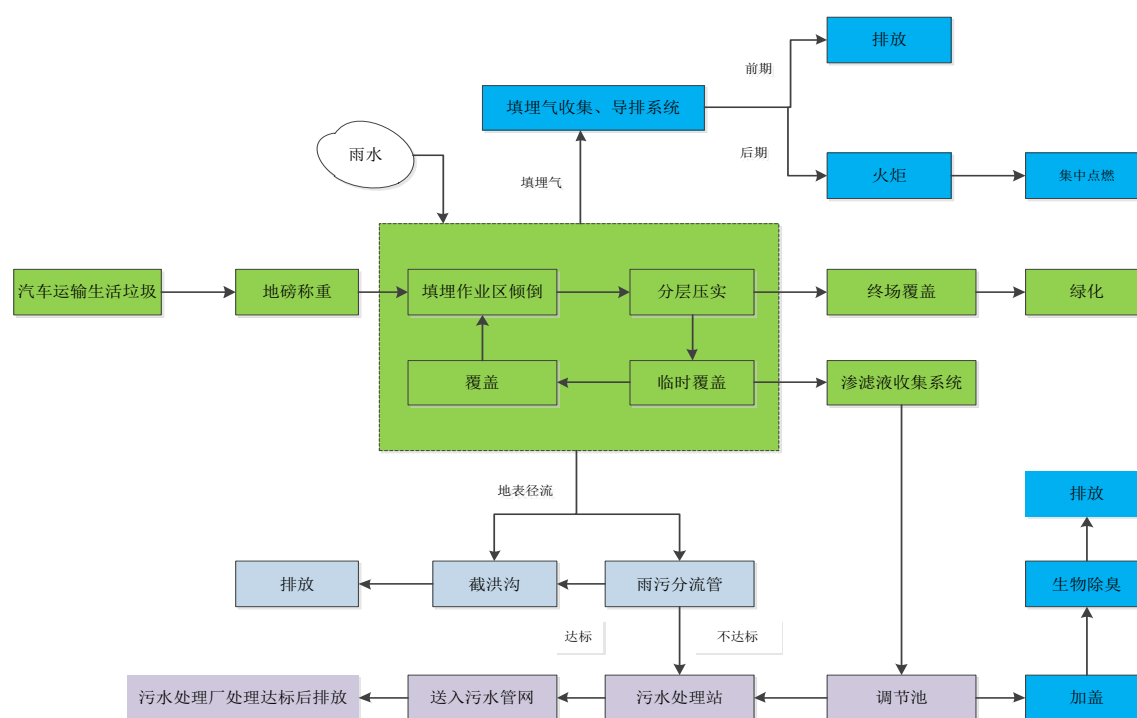 排放
前期
填埋气收集、导排系统
雨水
后期
填埋气
火炬
集中点燃
汽车运输生活垃圾
地磅称重
填埋作业区倾倒
分层压实
终场覆盖
绿化
覆盖
临时覆盖
渗滤液收集系统
地表径流
排放
排放
截洪沟
雨污分流管
生物除臭
达标
不达标
污水处理厂处理达标后排放
送入污水管网
污水处理站
调节池
加盖